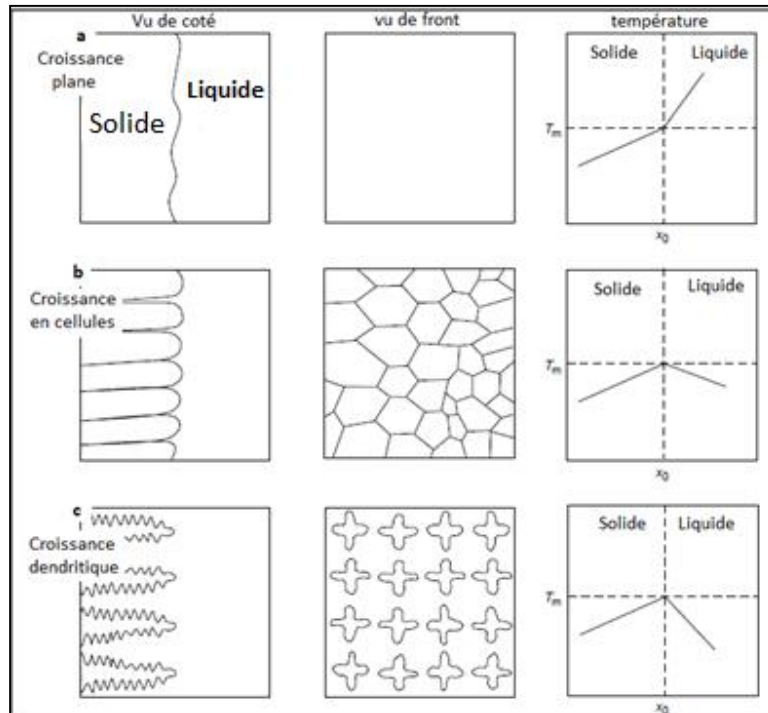 Vu de coté
vu de front
température
a
Croissance
plane
Solide
Liquide
Solide
Liquide
Tm
x0
b
Croissance
en cellules
Solide
Liquide
Tm
x0
c
Croissance
dendritique
Solide
Liquide
Tm
x0